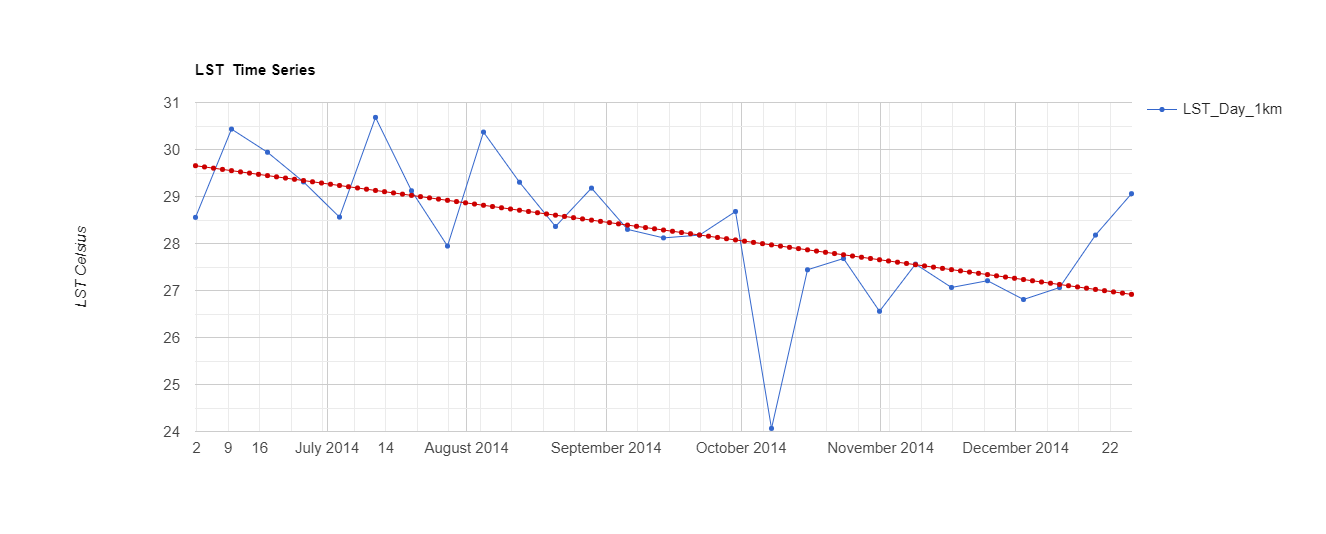 LST Time Series
LST_Day_1km
31
30
29
28
27
26
25
24
LST Celsius
2 9 16 July 2014 14 August 2014 September 2014 October 2014 November 2014 December 2014 22